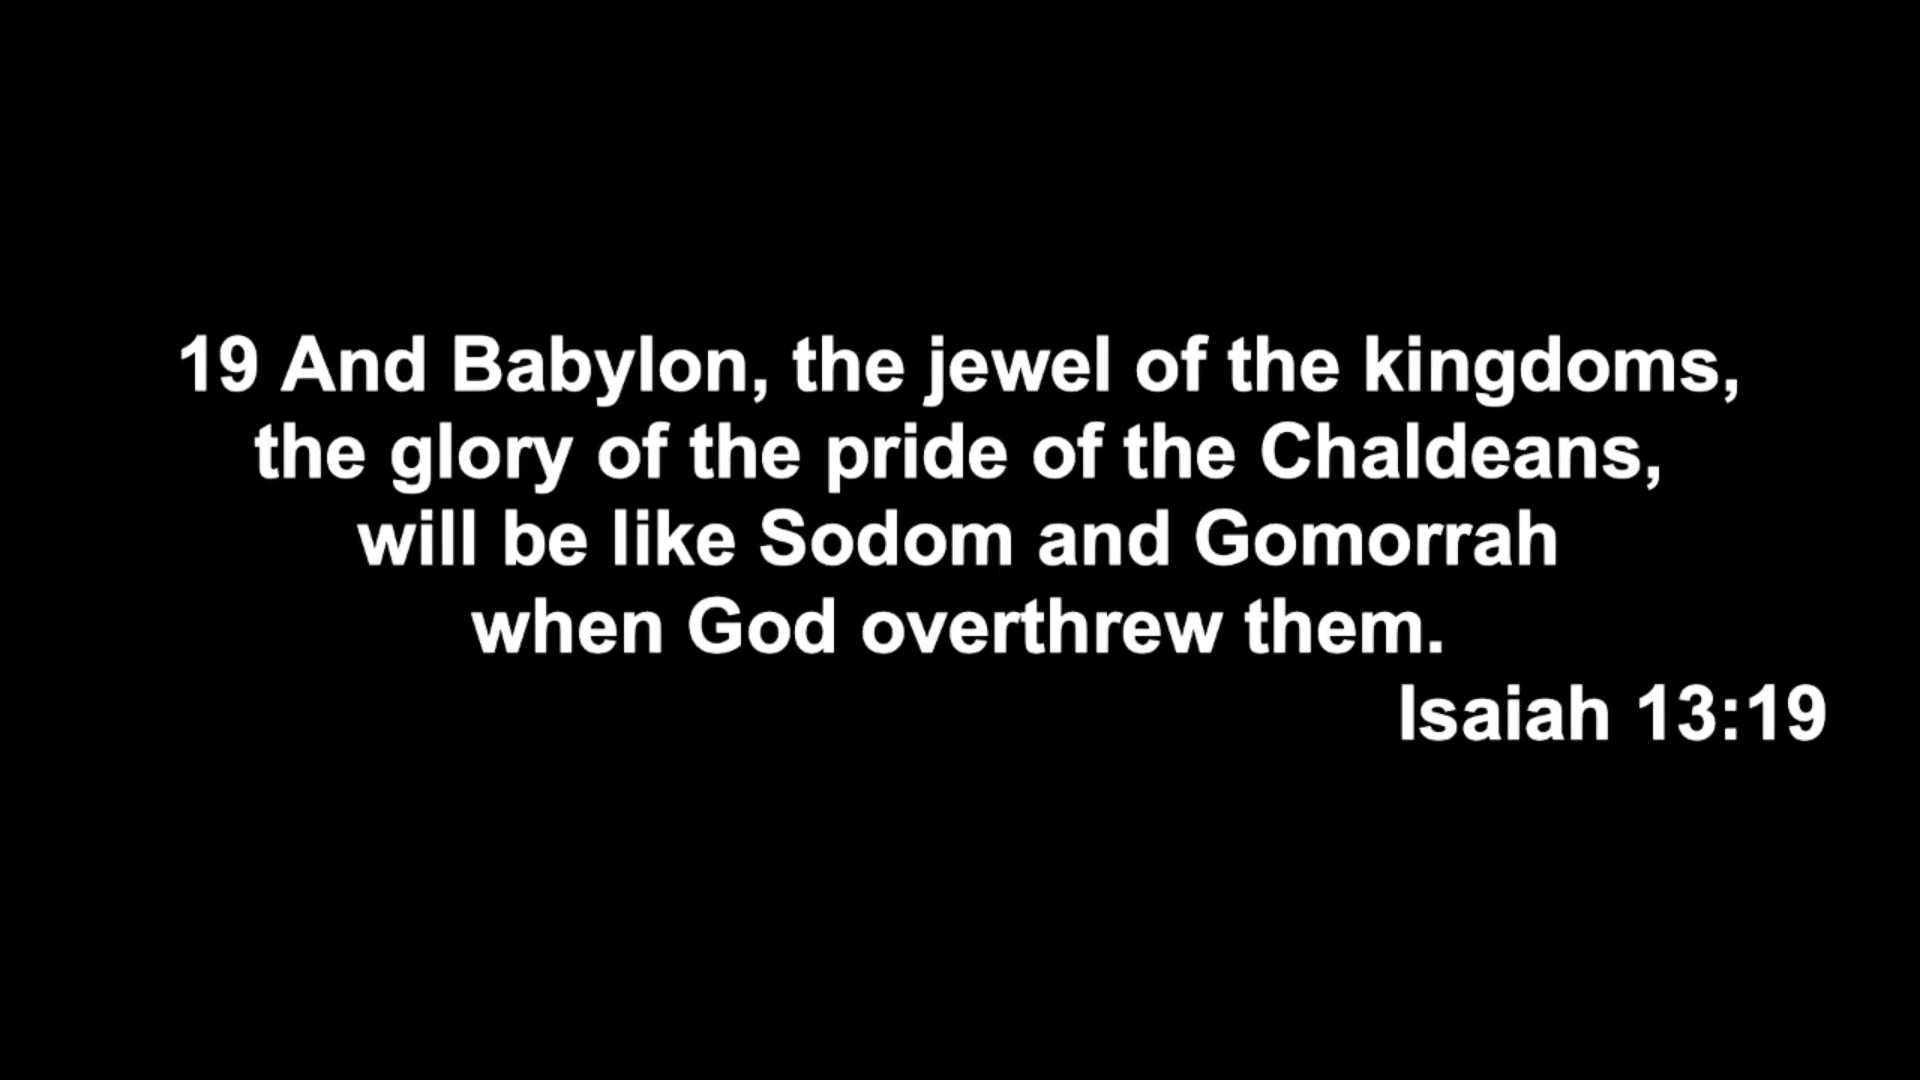 19 And Babylon, the jewel of the kingdoms,
the glory of the pride of the Chaldeans,
will be like Sodom and Gomorrah
when God overthrew them.
Isaiah 13:19